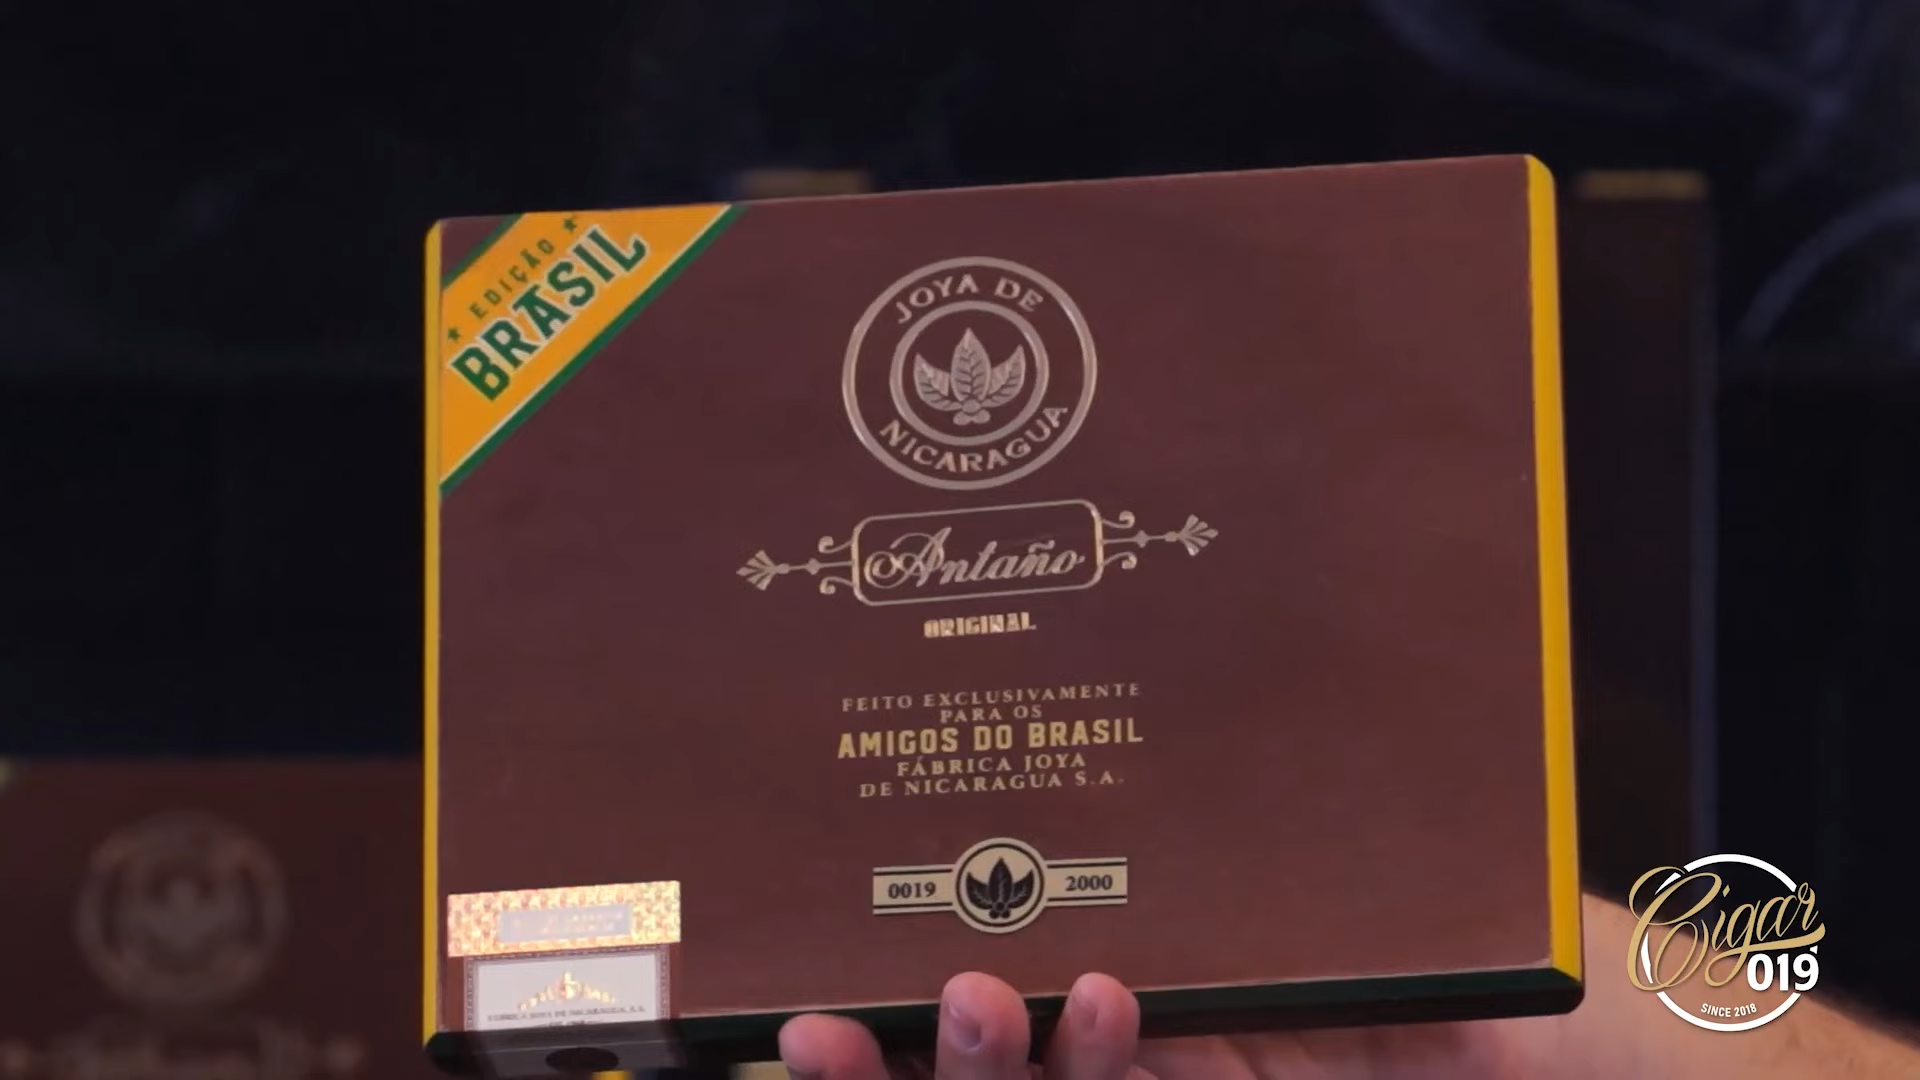 ★ EDIÇÃO ★
BRASIL
JOYA DE
NICARAGUA
Antaño
ORIGINAL
FEITO EXCLUSIVAMENTE
PARA OS
AMIGOS DO BRASIL
FÁBRICA JOYA
DE NICARAGUA S.A.
0019 2000
Cigar
019
SINCE 2018